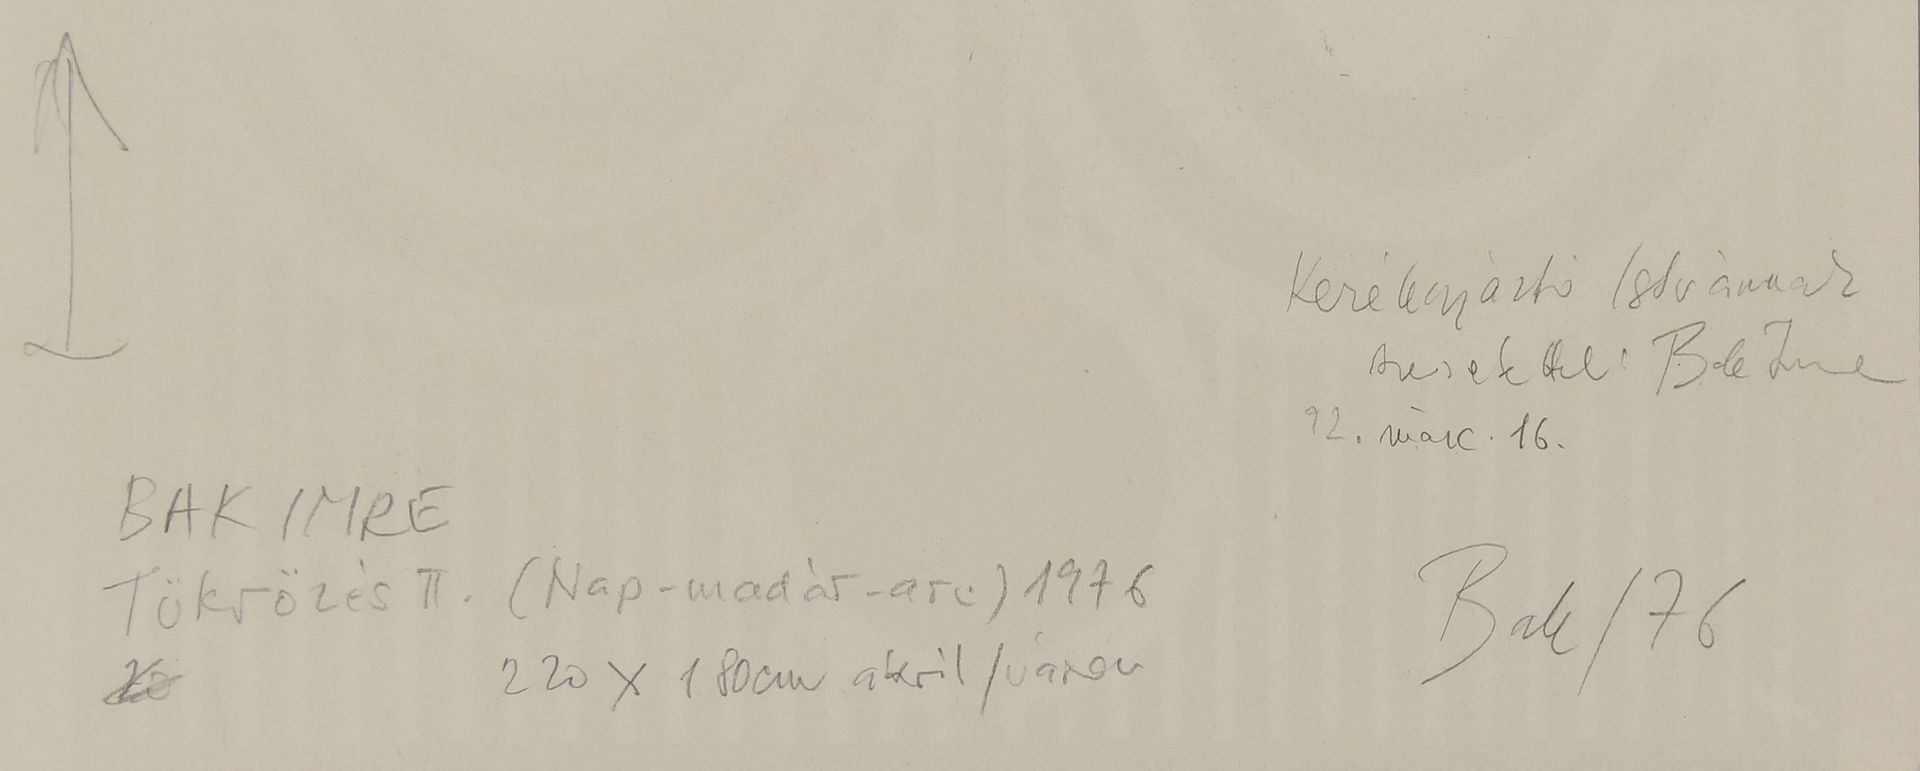 Kerékgyártó Istvánnak
szeretettel: Bak Imre
92. márc. 16.
BAK IMRE
Tükrözés II. (Nap-madár-arc) 1976
220 X 180cm akril/vászon
Bak/76